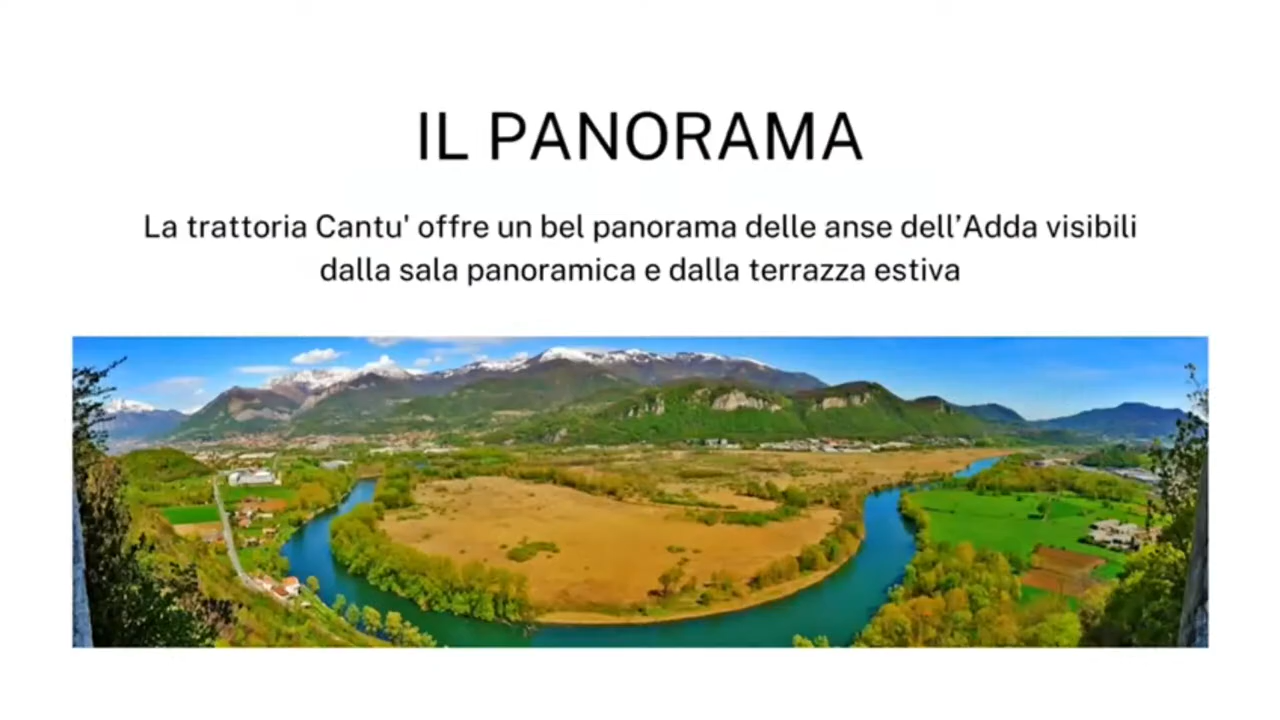 IL PANORAMA
La trattoria Cantu' offre un bel panorama delle anse dell’Adda visibili
dalla sala panoramica e dalla terrazza estiva